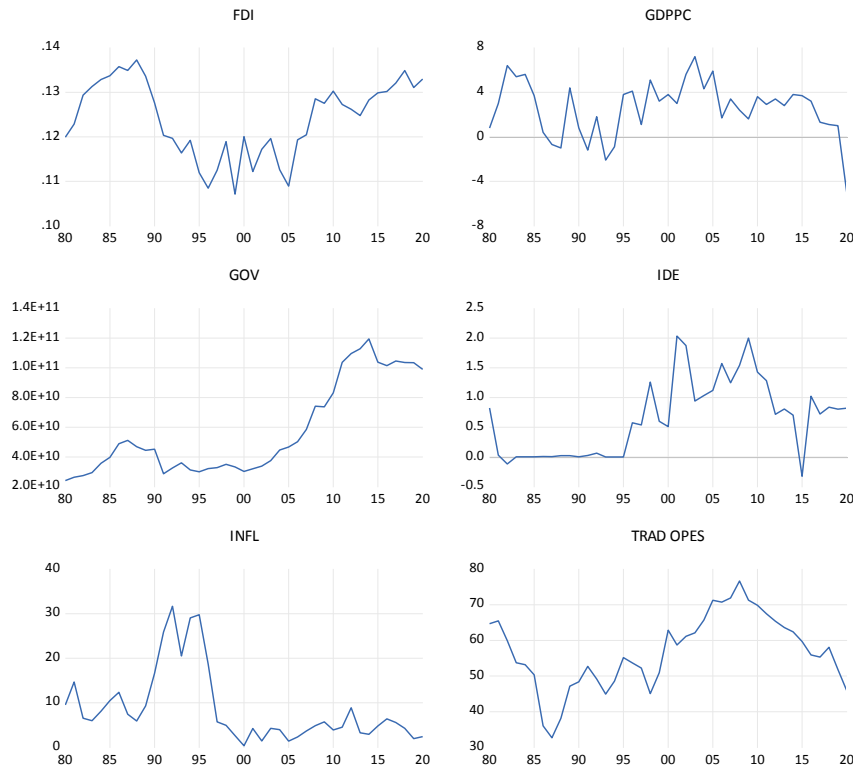 FDI
.14
.13
.12
.11
.10
80 85 90 95 00 05 10 15 20
GDPPC
8
4
0
-4
-8
80 85 90 95 00 05 10 15 20
GOV
1.4E+11
1.2E+11
1.0E+11
8.0E+10
6.0E+10
4.0E+10
2.0E+10
80 85 90 95 00 05 10 15 20
IDE
2.5
2.0
1.5
1.0
0.5
0.0
-0.5
80 85 90 95 00 05 10 15 20
INFL
40
30
20
10
0
80 85 90 95 00 05 10 15 20
TRAD OPES
80
70
60
50
40
30
80 85 90 95 00 05 10 15 20